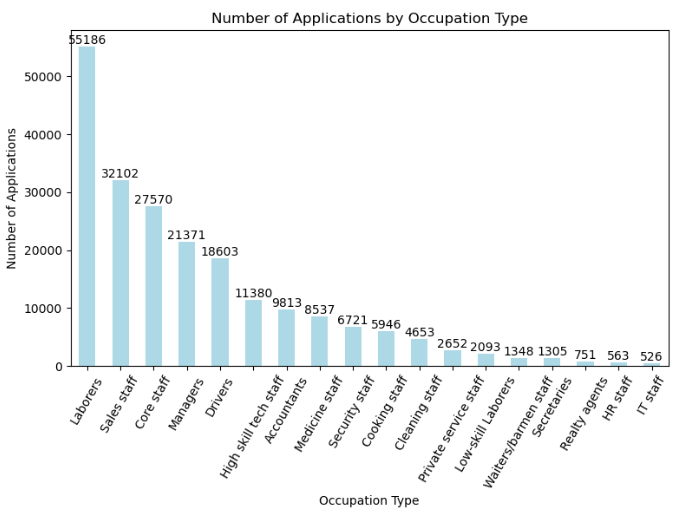 Number of Applications by Occupation Type
Number of Applications
50000
40000
30000
20000
10000
0
55186
32102
27570
21371
18603
11380
9813
8537
6721
5946
4653
2652
2093
1348
1305
751
563
526
Laborers
Sales staff
Core staff
Managers
Drivers
High skill tech staff
Accountants
Medicine staff
Security staff
Cooking staff
Cleaning staff
Private service staff
Low-skill Laborers
Waiters/barmen staff
Secretaries
Realty agents
HR staff
IT staff
Occupation Type